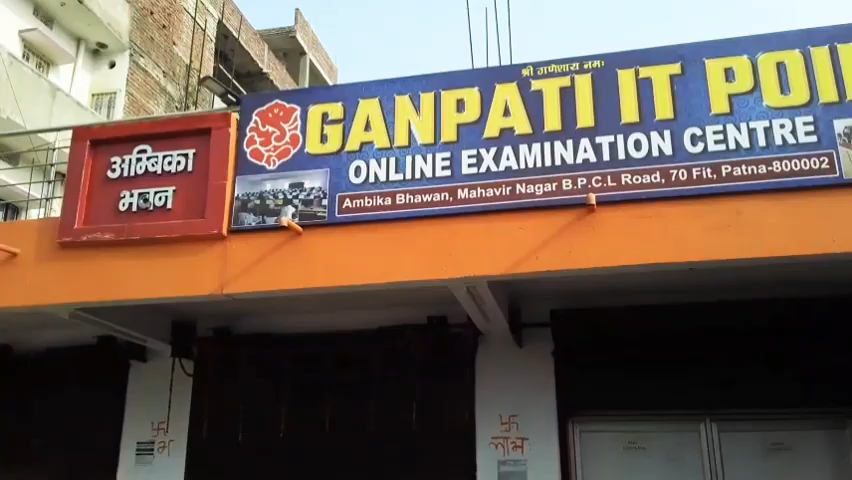 श्री गणेशाय नमः
GANPATI IT POI
ONLINE EXAMINATION CENTRE
Ambika Bhawan, Mahavir Nagar B.P.C.L Road, 70 Fit, Patna-800002
अम्बिका
भवन
शुभ
लाभ